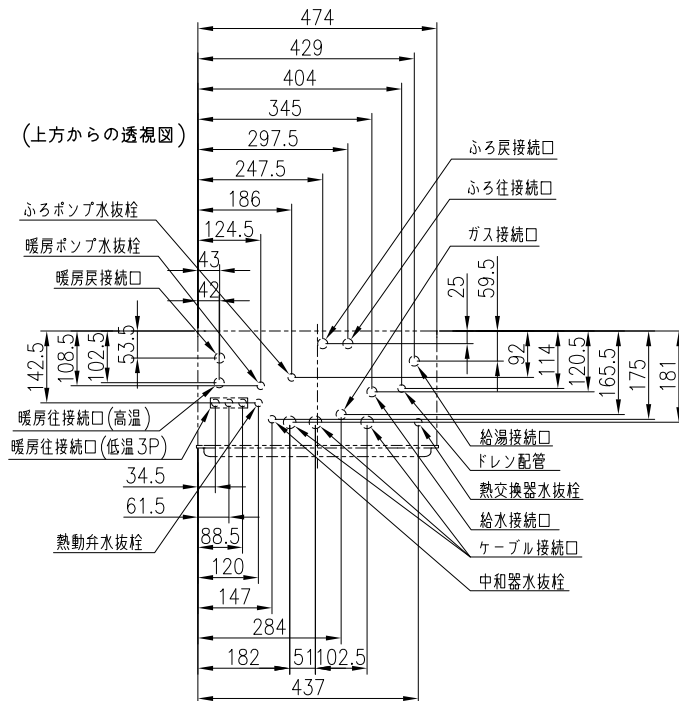 474
429
404
345
(上方からの透視図)
297.5
ふろ戻接続口
247.5
ふろ往接続口
186
ふろポンプ水抜栓
ガス接続口
124.5
暖房ポンプ水抜栓
43
暖房戻接続口
42
25
59.5
142.5
108.5
102.5
53.5
92
114
120.5
165.5
175
181
暖房往接続口(高温)
給湯接続口
暖房往接続口(低温3P)
ドレン配管
34.5
熱交換器水抜栓
61.5
給水接続口
熱動弁水抜栓
88.5
ケーブル接続口
120
中和器水抜栓
147
284
182
51
102.5
437